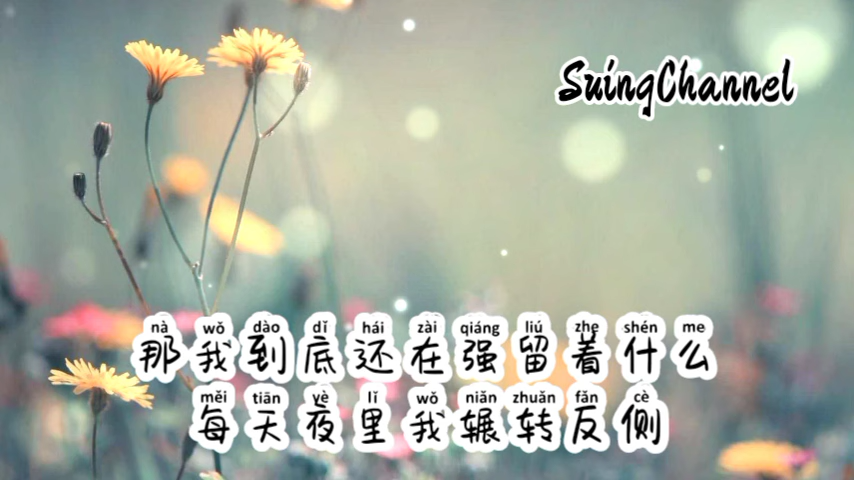 SuingChannel
nà wǒ dào dǐ hái zài qiáng liú zhe shén me
那我到底还在强留着什么
měi tiān yè lǐ wǒ niǎn zhuǎn fǎn cè
每天夜里我辗转反侧